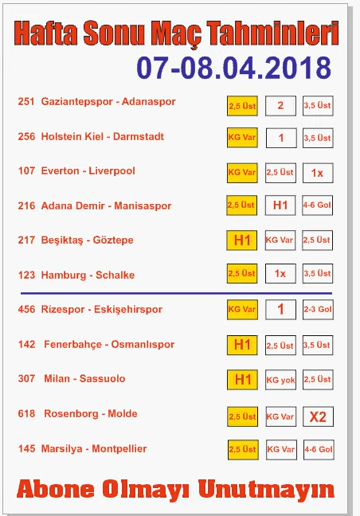 Hafta Sonu Maç Tahminleri
07-08.04.2018
251 Gaziantepspor - Adanaspor 2,5 Üst 2 3,5 Üst
256 Holstein Kiel - Darmstadt KG Var 1 3,5 Üst
107 Everton - Liverpool KG Var 2,5 Üst 1x
216 Adana Demir - Manisaspor 2,5 Üst H1 4-6 Gol
217 Beşiktaş - Göztepe H1 KG Var 2,5 Üst
123 Hamburg - Schalke 2,5 Üst 1x 3,5 Üst
456 Rizespor - Eskişehirspor KG Var 1 2-3 Gol
142 Fenerbahçe - Osmanlıspor H1 2,5 Üst 3,5 Üst
307 Milan - Sassuolo H1 KG yok 2,5 Üst
618 Rosenborg - Molde 2,5 Üst KG Var X2
145 Marsilya - Montpellier 2,5 Üst KG Var 4-6 Gol
Abone Olmayı Unutmayın